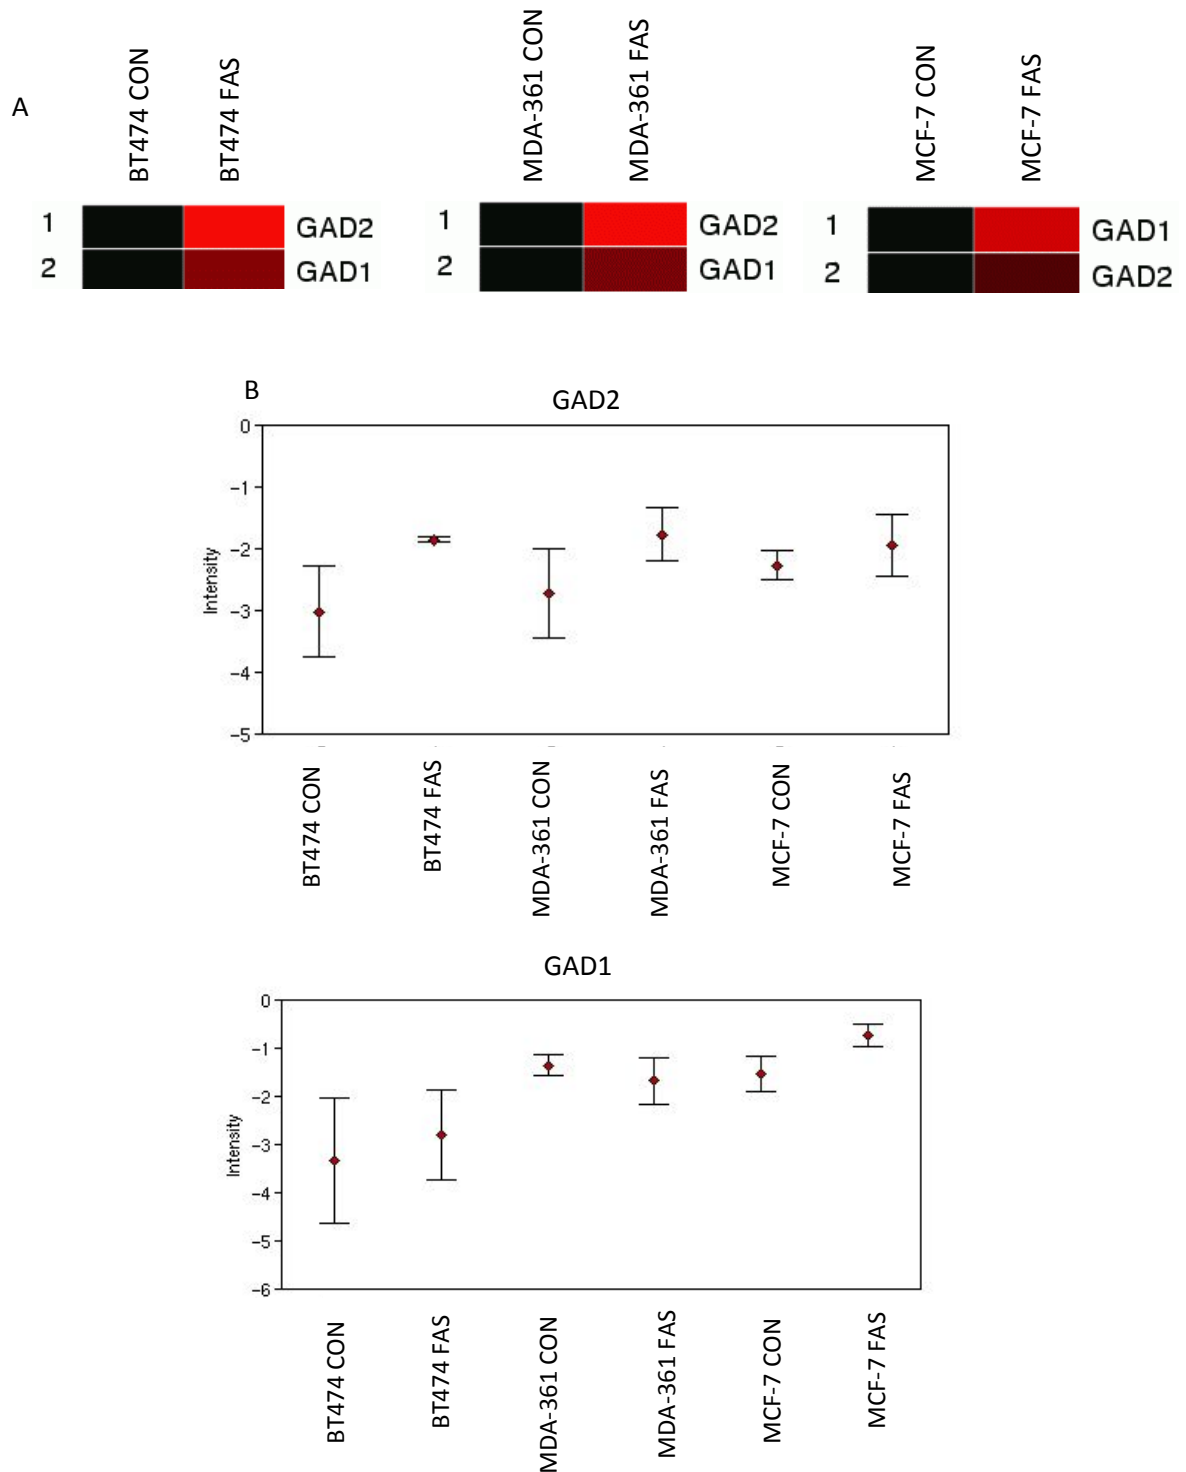 A
BT474 CON
BT474 FAS
MDA-361 CON
MDA-361 FAS
MCF-7 CON
MCF-7 FAS
1
GAD2
2
GAD1
1
GAD2
2
GAD1
1
GAD1
2
GAD2
B
GAD2
Intensity
0
-1
-2
-3
-4
-5
BT474 CON
BT474 FAS
MDA-361 CON
MDA-361 FAS
MCF-7 CON
MCF-7 FAS
GAD1
Intensity
0
-1
-2
-3
-4
-5
-6
BT474 CON
BT474 FAS
MDA-361 CON
MDA-361 FAS
MCF-7 CON
MCF-7 FAS